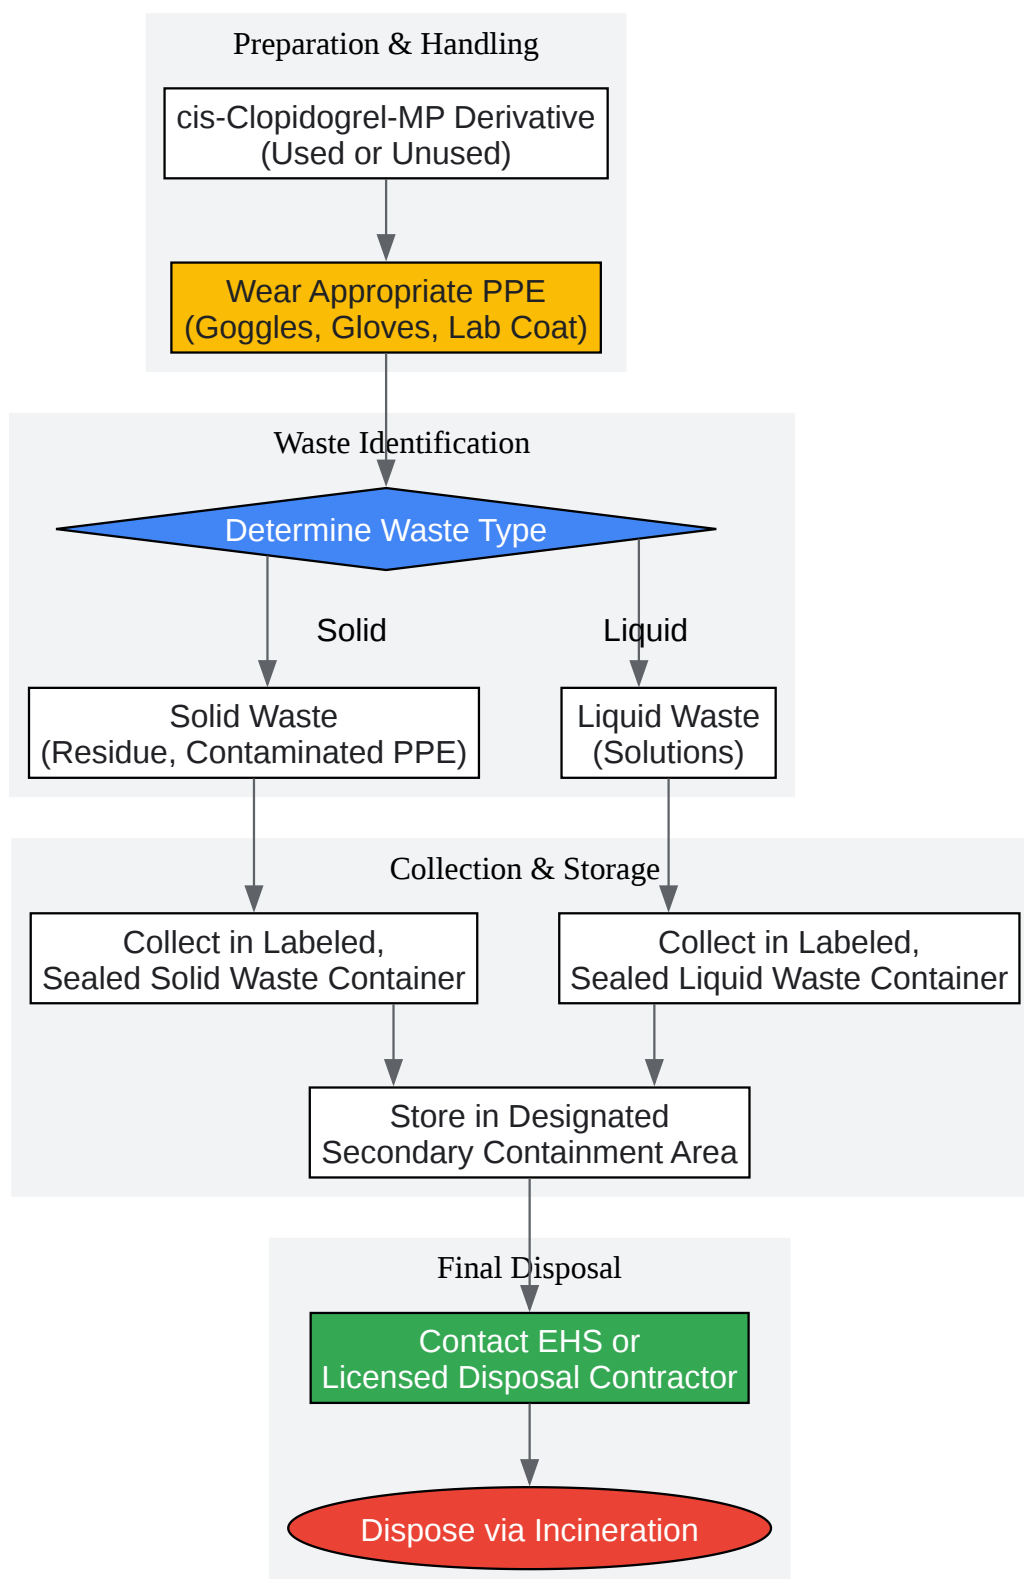 Preparation & Handling
cis-Clopidogrel-MP Derivative
(Used or Unused)
Wear Appropriate PPE
(Goggles, Gloves, Lab Coat)
Waste Identification
Determine Waste Type
Solid
Liquid
Solid Waste
(Residue, Contaminated PPE)
Liquid Waste
(Solutions)
Collection & Storage
Collect in Labeled,
Sealed Solid Waste Container
Collect in Labeled,
Sealed Liquid Waste Container
Store in Designated
Secondary Containment Area
Final Disposal
Contact EHS or
Licensed Disposal Contractor
Dispose via Incineration